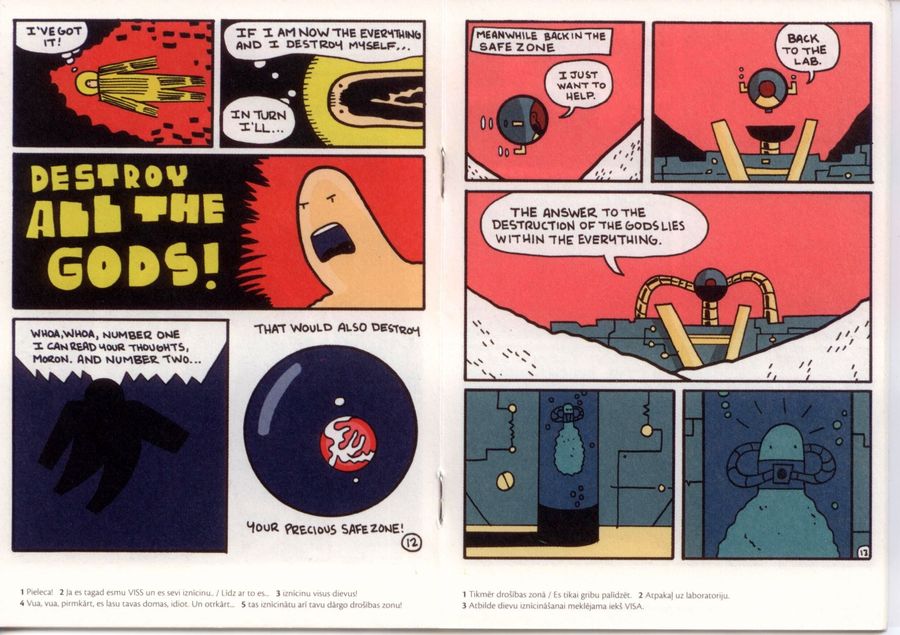 I'VE GOT
IT!
IF I AM NOW THE EVERYTHING
AND I DESTROY MYSELF...
IN TURN
I'LL...
DESTROY
ALL THE
GODS!
WHOA, WHOA, NUMBER ONE
I CAN READ YOUR THOUGHTS,
MORON. AND NUMBER TWO...
THAT WOULD ALSO DESTROY
YOUR PRECIOUS SAFE ZONE!
12
1 Pieleca! 2 Ja es tagad esmu VISS un es sevi iznīcinu.. / Līdz ar to es.. 3 iznīcinu visus dievus!
4 Vua, vua, pirmkārt, es lasu tavas domas, idiot. Un otrkārt... 5 tas iznīcinātu arī tavu dārgo drošības zonu!
MEANWHILE BACK IN THE
SAFE ZONE
I JUST
WANT TO
HELP.
BACK
TO THE
LAB.
THE ANSWER TO THE
DESTRUCTION OF THE GODS LIES
WITHIN THE EVERYTHING.
13
1 Tikmēr drošības zonā / Es tikai gribu palīdzēt. 2 Atpakaļ uz laboratoriju.
3 Atbilde dievu iznīcināšanai meklējama iekš VISA.